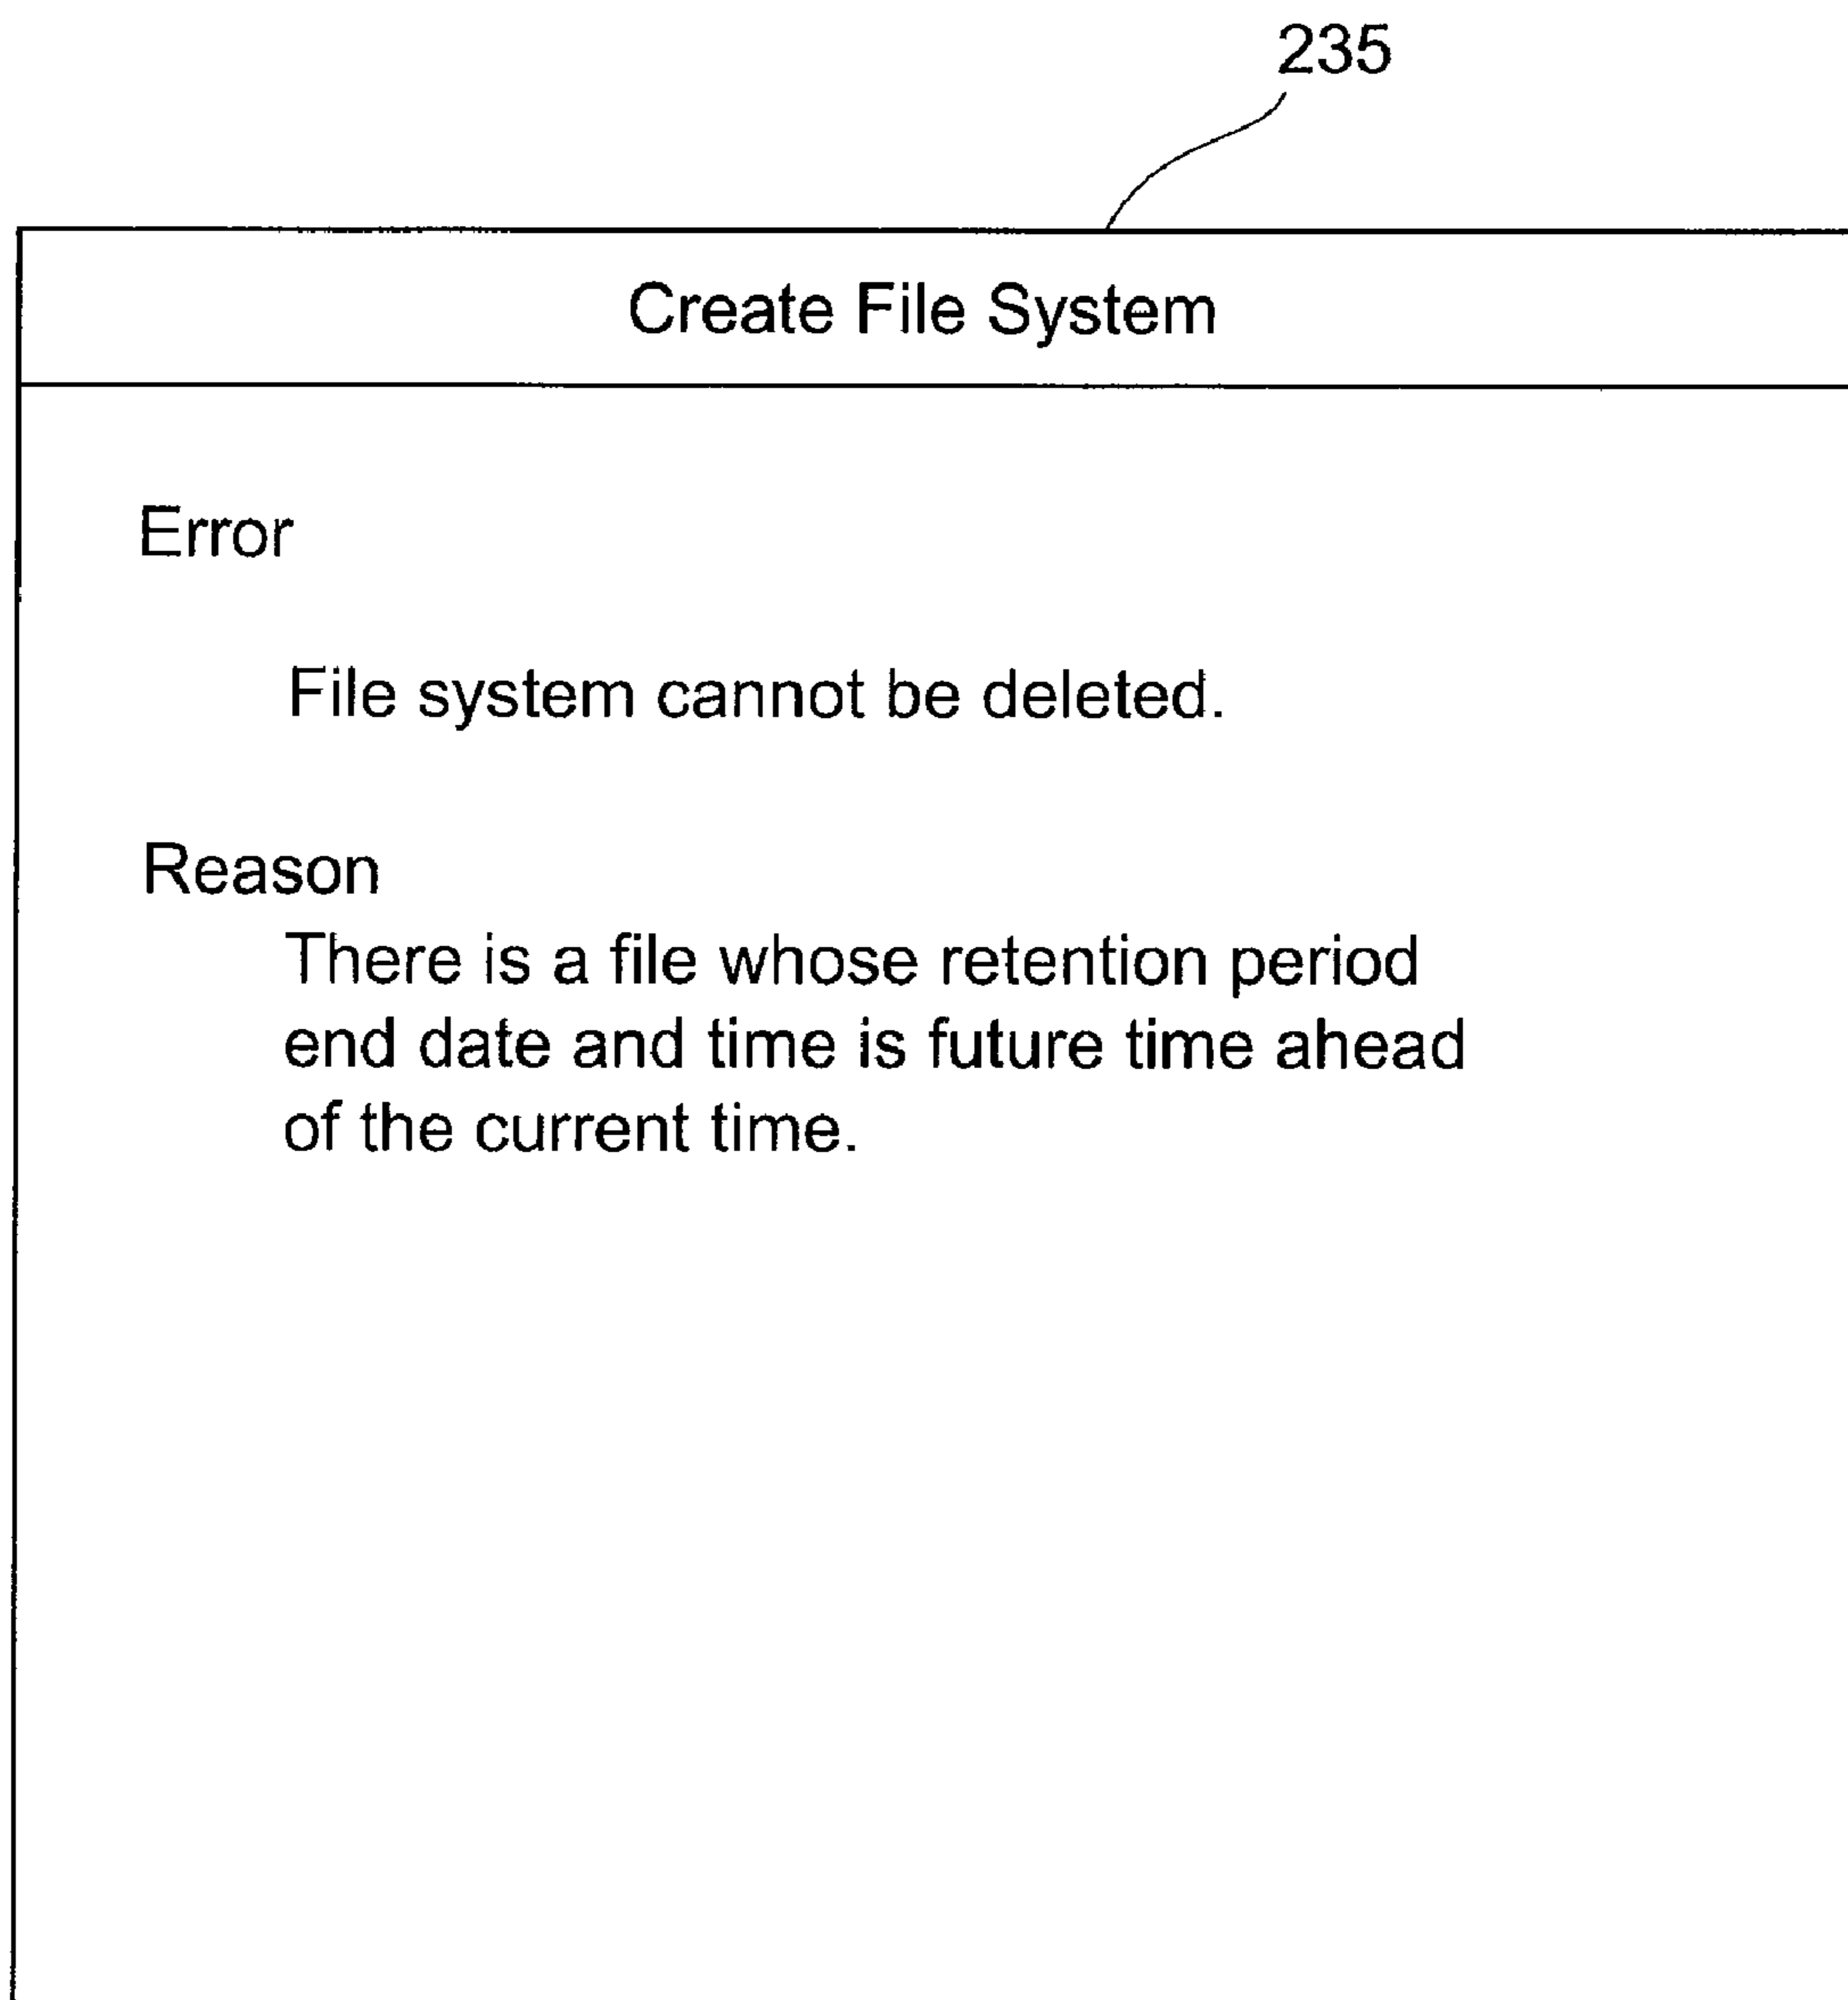 235
Create File System
Error
File system cannot be deleted.
Reason
There is a file whose retention period
end date and time is future time ahead
of the current time.